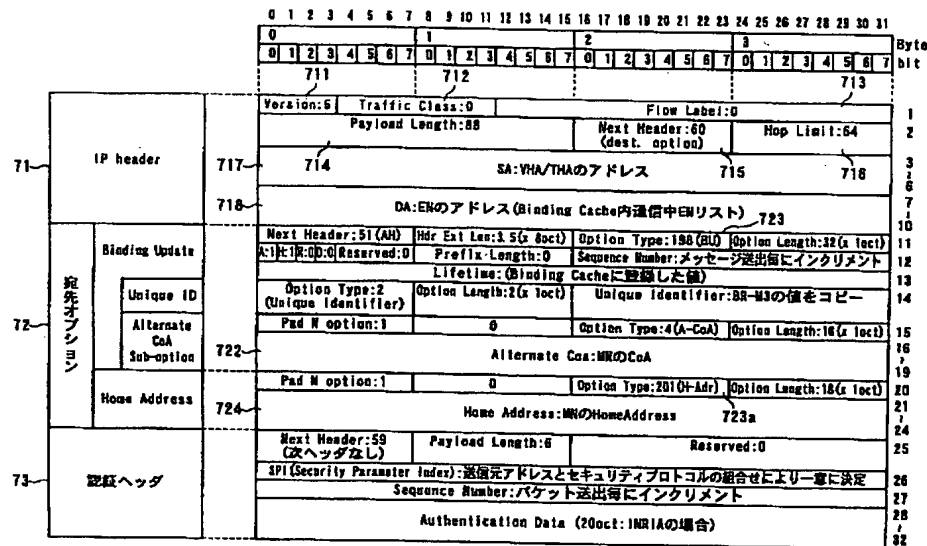 0 1 2 3 4 5 6 7 8 9 10 11 12 13 14 15 16 17 18 19 20 21 22 23 24 25 26 27 28 29 30 31
0 1 2 3 Byte
0 1 2 3 4 5 6 7 0 1 2 3 4 5 6 7 0 1 2 3 4 5 6 7 0 1 2 3 4 5 6 7 bit
711 712 713
Version:6 Traffic Class:0 Flow Label:0 1
Payload Length:88 Next Header:60 (dest. option) Hop Limit:64 2
71 IP header 714 715 716
717 SA:VHA/THAのアドレス 3~6
718 DA:ENのアドレス(Binding Cache内通信中ENリスト) 7~10
723
Next Header:51(AH) Hdr Ext Len:3.5(x 8oct) Option Type:198(BU) Option Length:32(x 1oct) 11
Binding Update A:1 H:1 R:0 D:0 Reserved:0 Prefix-Length:0 Sequence Number:メッセージ送出毎にインクリメント 12
Lifetime:(Binding Cacheに登録した値) 13
72 宛先オプション Unique ID Option Type:2 (Unique Identifier) Option Length:2(x 1oct) Unique Identifier:BR-M3の値をコピー 14
Alternate CoA Sub-option Pad N option:1 0 Option Type:4(A-CoA) Option Length:16(x 1oct) 15
722 Alternate Coa:MRのCoA 16~19
Home Address Pad N option:1 0 Option Type:201(H-Adr) Option Length:16(x 1oct) 20
724 Home Address:MNのHomeAddress 723a 21~24
73 認証ヘッダ Next Header:59 (次ヘッダなし) Payload Length:6 Reserved:0 25
SPI(Security Parameter Index):送信元アドレスとセキュリティプロトコルの組合せにより一意に決定 26
Sequence Number:パケット送出毎にインクリメント 27
Authentication Data (20oct:INRIAの場合) 28~32